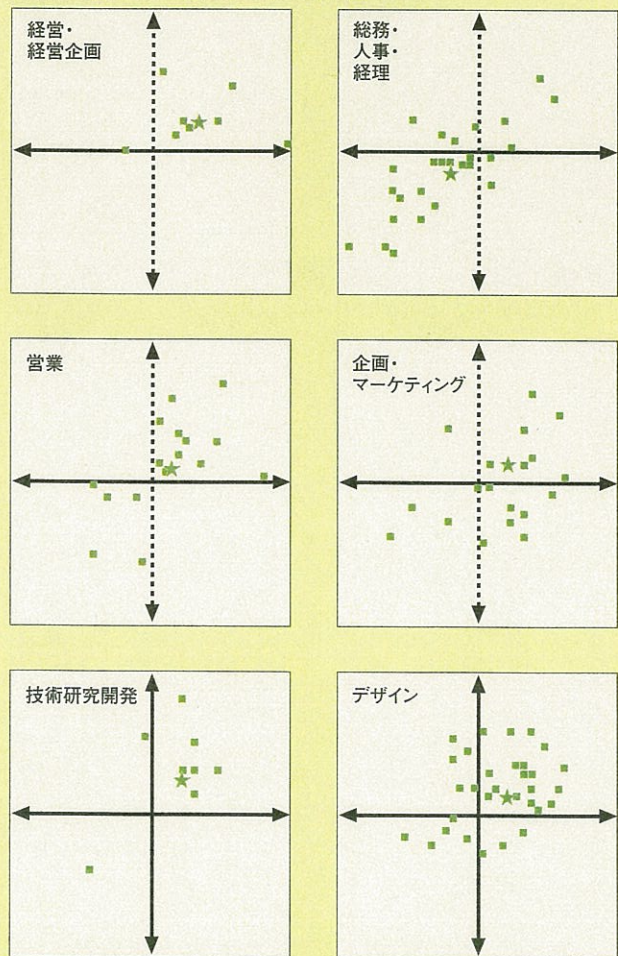 経営・
経営企画
総務・
人事・
経理
営業
企画・
マーケティング
技術研究開発
デザイン